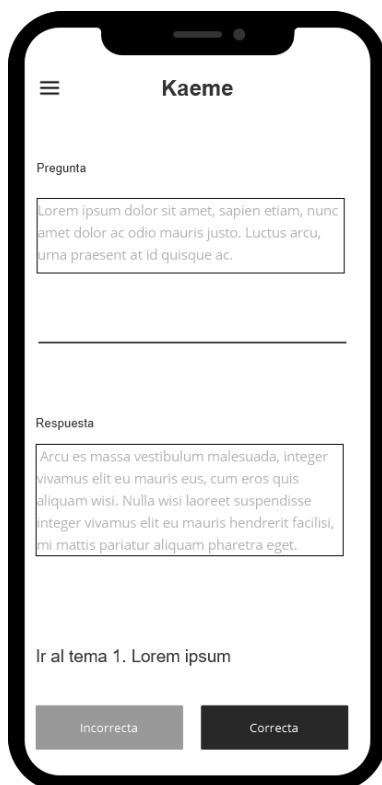 Kaeme
Pregunta
Lorem ipsum dolor sit amet, sapien etiam, nunc
amet dolor ac odio mauris justo. Luctus arcu,
urna praesent at id quisque ac.
Respuesta
Arcu es massa vestibulum malesuada, integer
vivamus elit eu mauris eus, cum eros quis
aliquam wisi. Nulla wisi laoreet suspendisse
integer vivamus elit eu mauris hendrerit facilisi,
mi mattis pariatur aliquam pharetra eget.
Ir al tema 1. Lorem ipsum
Incorrecta
Correcta